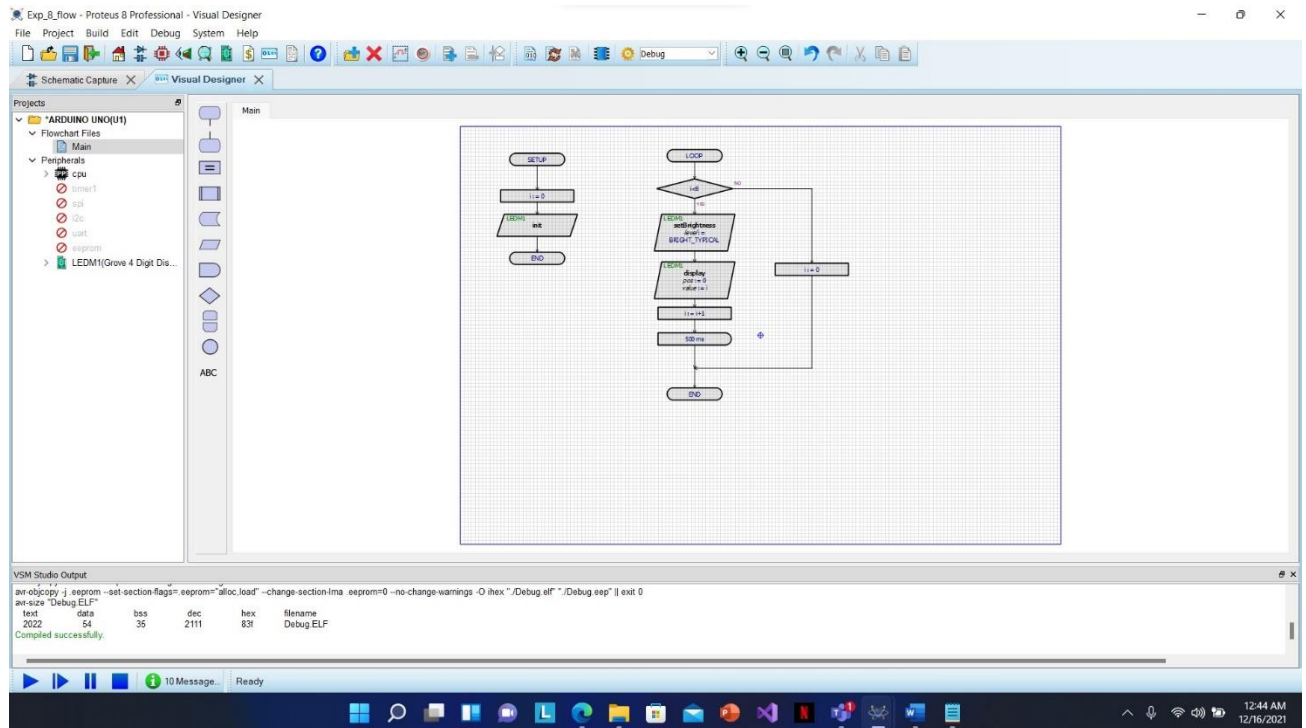 Exp_8_flow - Proteus 8 Professional - Visual Designer
File Project Build Edit Debug System Help
Debug
Schematic Capture
Visual Designer
Projects
*ARDUINO UNO(U1)
Flowchart Files
Main
Peripherals
cpu
timer1
spi
i2c
uart
eeprom
LEDM1(Grove 4 Digit Dis...
ABC
Main
SETUP
i := 0
LEDM1
init
END
LOOP
NO
YES
LEDM1
setBrightness
level :=
BRIGHT_TYPICAL
LEDM1
display
pos := 0
value := i
i := i+1
500 ms
END
i := 0
VSM Studio Output
avr-objcopy -j .eeprom --set-section-flags=.eeprom="alloc,load" --change-section-lma .eeprom=0 --no-change-warnings -O ihex "./Debug.elf" "./Debug.eep" || exit 0
avr-size "Debug.ELF"
text data bss dec hex filename
2022 54 35 2111 83f Debug.ELF
Compiled successfully.
10 Message..
Ready
12:44 AM
12/16/2021